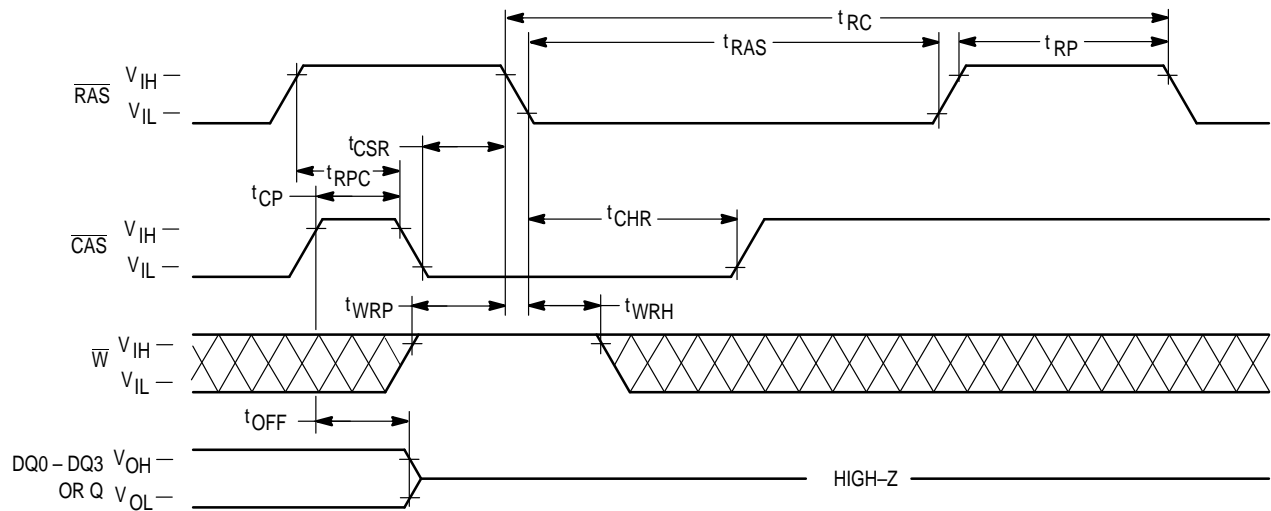 tRC
tRAS
tRP
RAS
VIH
VIL
tCSR
tRPC
tCP
tCHR
CAS
VIH
VIL
tWRP
tWRH
W
VIH
VIL
tOFF
DQ0 – DQ3 VOH
OR Q VOL
HIGH–Z